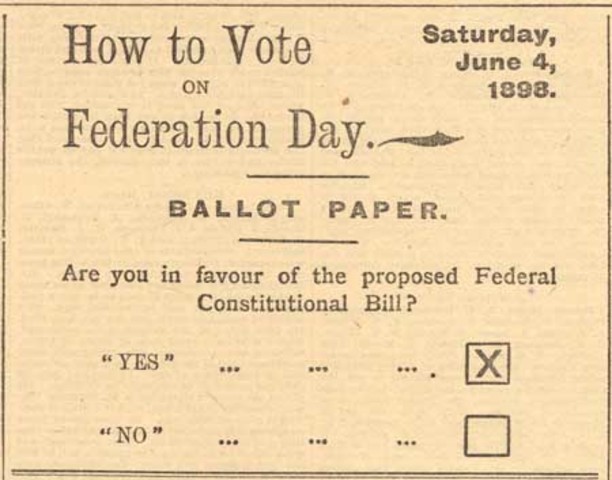 How to Vote
ON
Federation Day.
Saturday,
June 4,
1898.
BALLOT PAPER.
Are you in favour of the proposed Federal
Constitutional Bill?
"YES" ... ... ... . X
"NO" ... ... ...